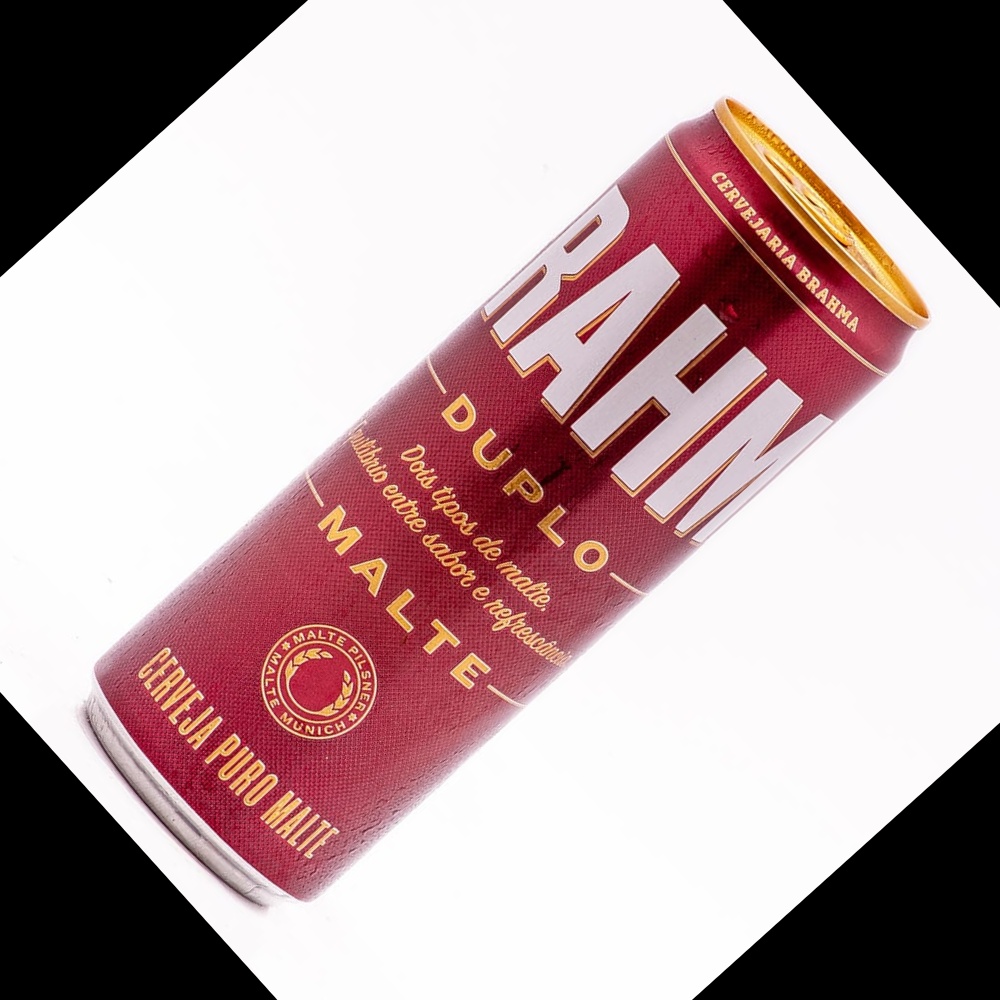 CERVEJARIA BRAHMA
RAHM
DUPLO
Dois tipos de malte,
equilíbrio entre sabor e refrescância
MALTE
MALTE PILSNER
MALTE MUNICH
CERVEJA PURO MALTE